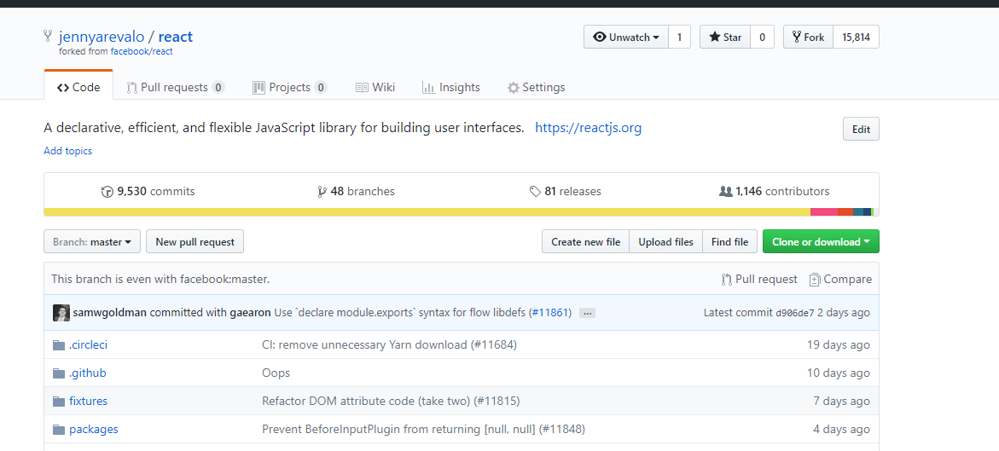 jennyarevalo / react Unwatch 1 Star 0 Fork 15,814
forked from facebook/react
Code Pull requests 0 Projects 0 Wiki Insights Settings
A declarative, efficient, and flexible JavaScript library for building user interfaces. https://reactjs.org Edit
Add topics
9,530 commits 48 branches 81 releases 1,146 contributors
Branch: master New pull request Create new file Upload files Find file Clone or download
This branch is even with facebook:master. Pull request Compare
samwgoldman committed with gaearon Use `declare module.exports` syntax for flow libdefs (#11861) ... Latest commit d906de7 2 days ago
.circleci CI: remove unnecessary Yarn download (#11684) 19 days ago
.github Oops 10 days ago
fixtures Refactor DOM attribute code (take two) (#11815) 7 days ago
packages Prevent BeforeInputPlugin from returning [null, null] (#11848) 4 days ago